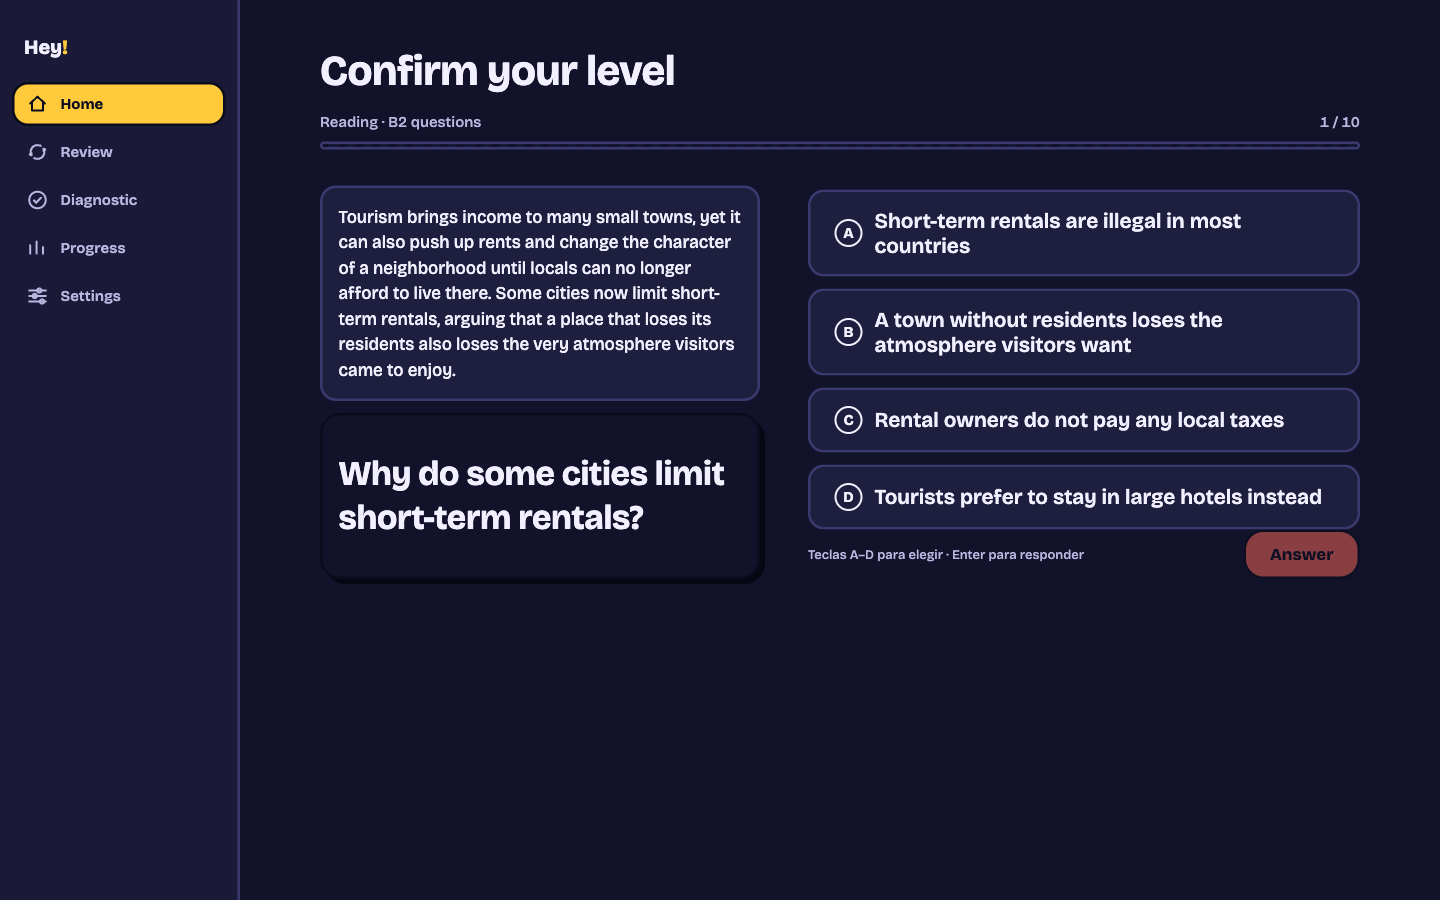 Hey!
Home
Review
Diagnostic
Progress
Settings
Confirm your level
Reading · B2 questions
1 / 10
Tourism brings income to many small towns, yet it
can also push up rents and change the character
of a neighborhood until locals can no longer
afford to live there. Some cities now limit short-
term rentals, arguing that a place that loses its
residents also loses the very atmosphere visitors
came to enjoy.
Why do some cities limit
short-term rentals?
A Short-term rentals are illegal in most
countries
B A town without residents loses the
atmosphere visitors want
C Rental owners do not pay any local taxes
D Tourists prefer to stay in large hotels instead
Teclas A–D para elegir · Enter para responder
Answer